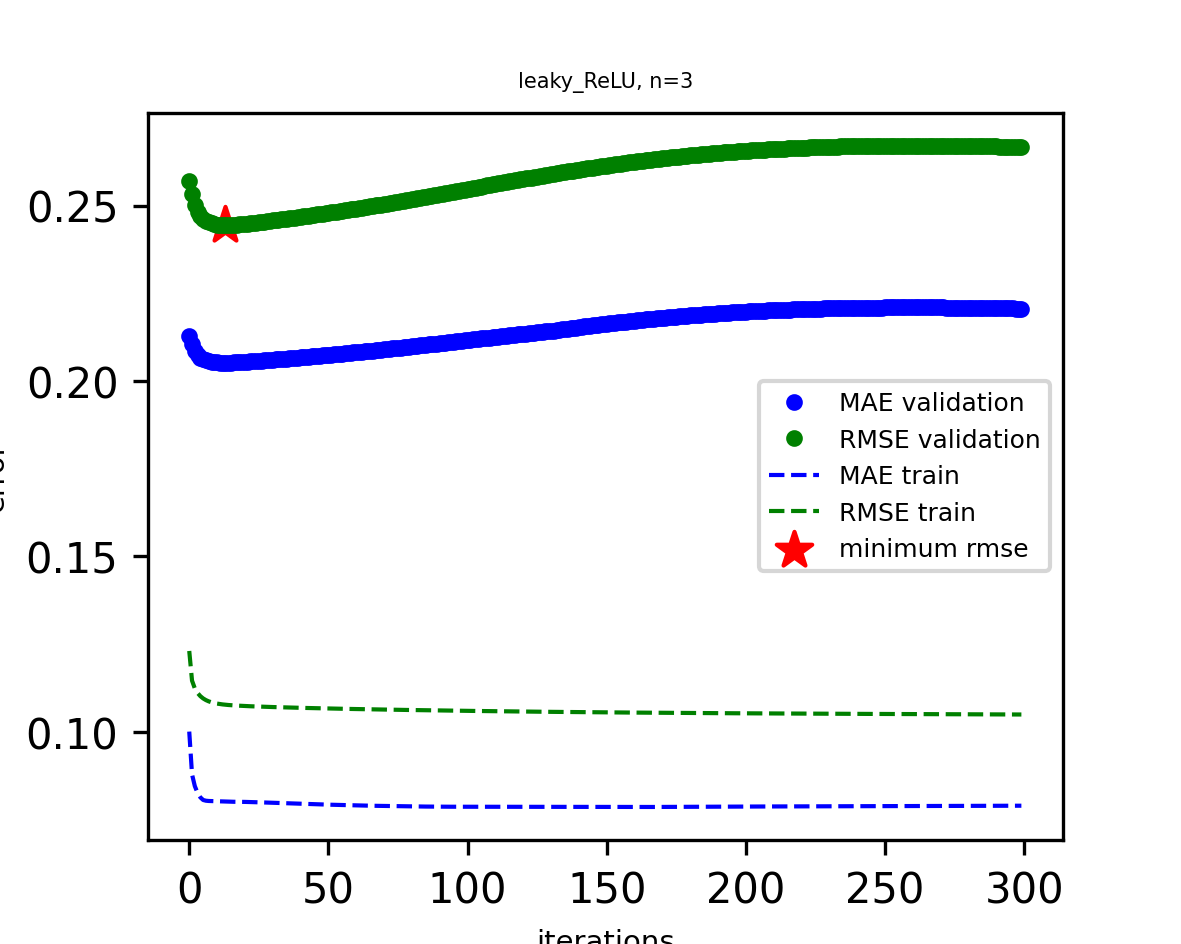 leaky_ReLU, n=3
0.25
0.20
0.15
0.10
MAE validation
RMSE validation
MAE train
RMSE train
minimum rmse
0 50 100 150 200 250 300
iterations